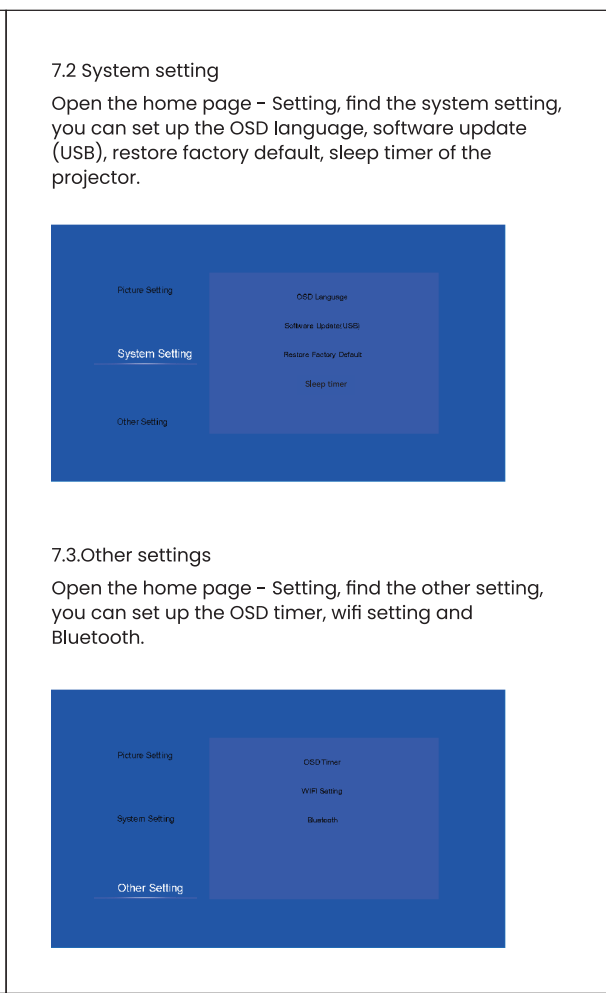 7.2 System setting
Open the home page - Setting, find the system setting,
you can set up the OSD language, software update
(USB), restore factory default, sleep timer of the
projector.
Picture Setting
System Setting
Other Setting
OSD Language
Software Update(USB)
Restore Factory Default
Sleep timer
7.3.Other settings
Open the home page - Setting, find the other setting,
you can set up the OSD timer, wifi setting and
Bluetooth.
Picture Setting
System Setting
Other Setting
OSD Timer
WIFI Setting
Bluetooth